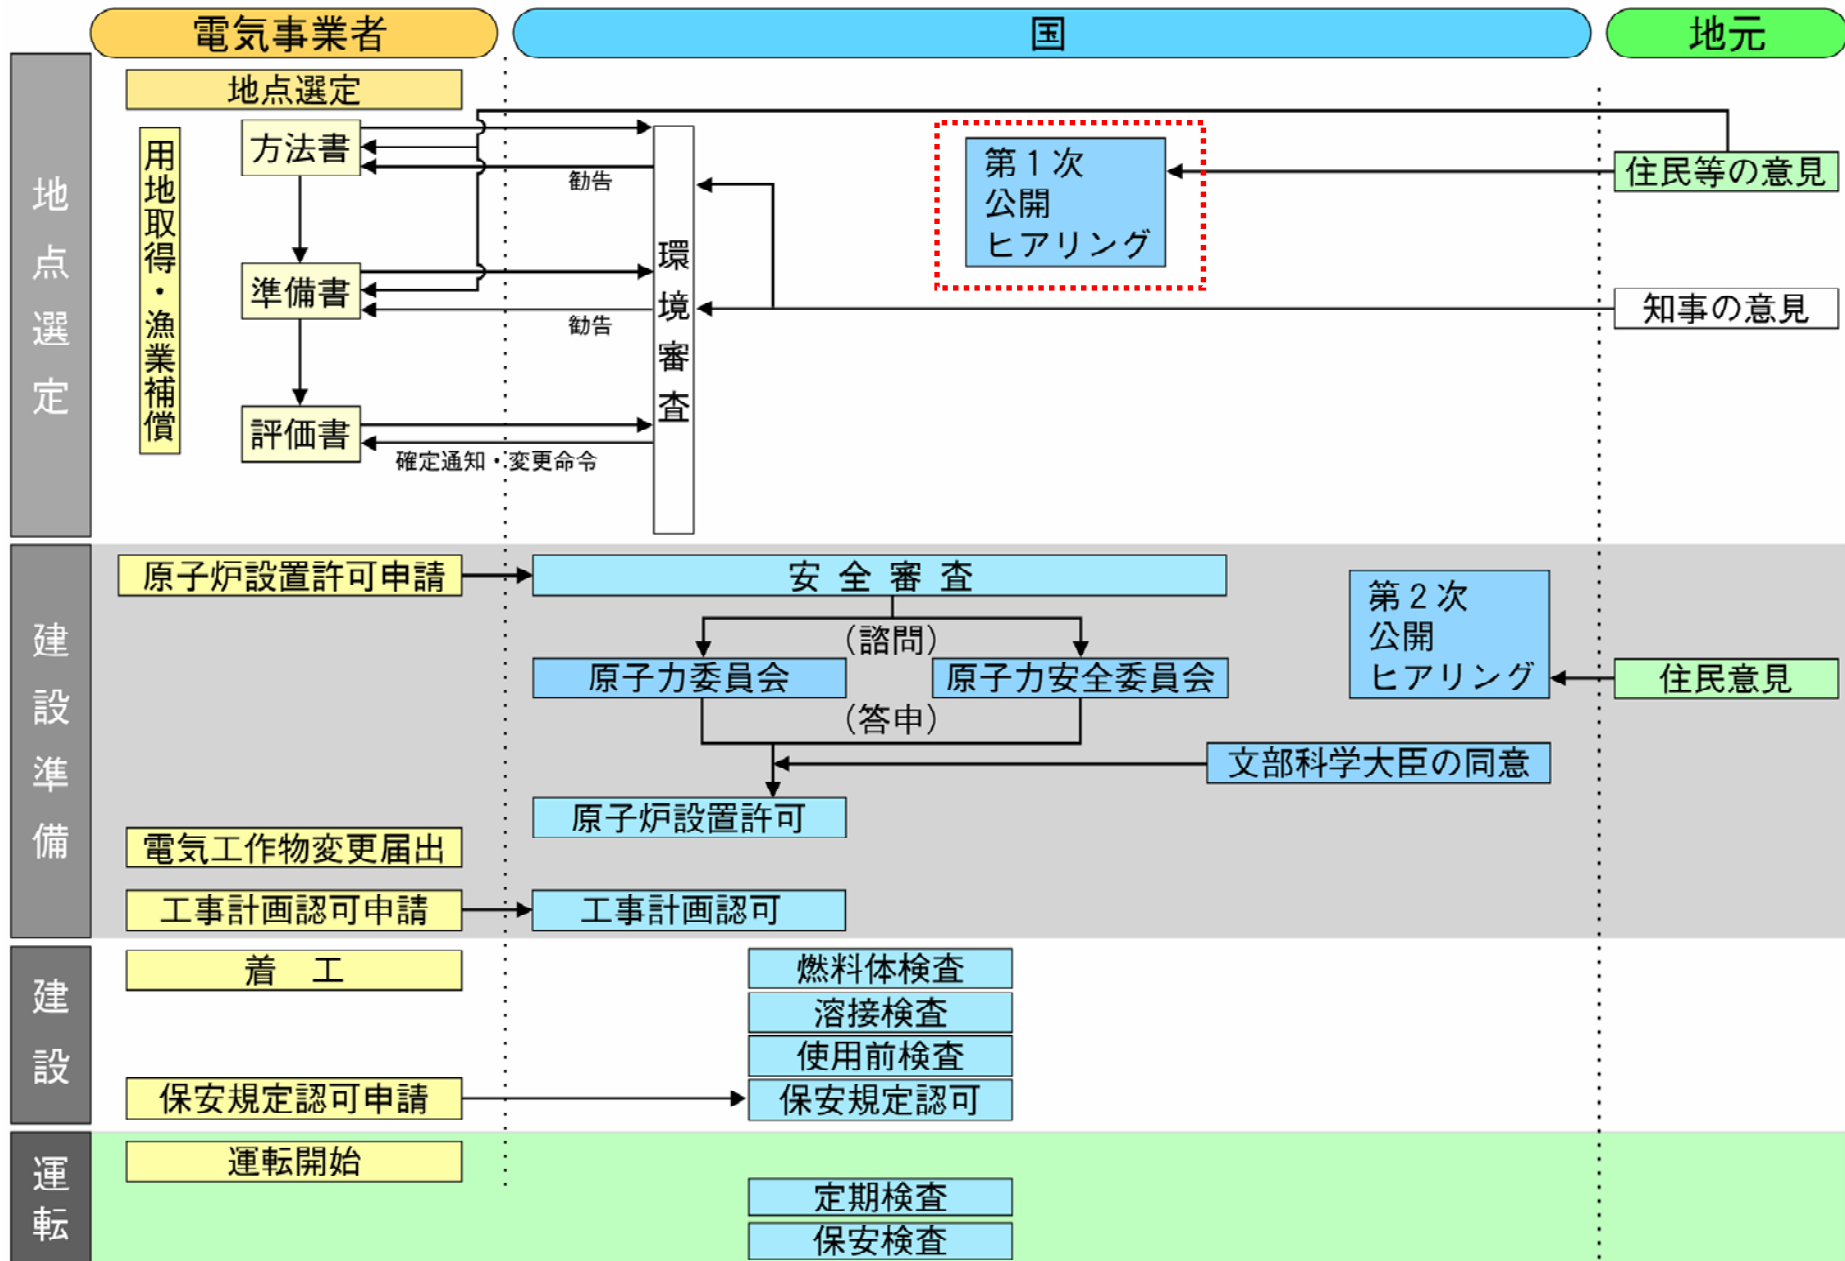 電気事業者
国
地元
地点選定
地点選定
用地取得・漁業補償
方法書
準備書
評価書
勧告
勧告
確定通知・変更命令
環境審査
第1次
公開
ヒアリング
住民等の意見
知事の意見
建設準備
原子炉設置許可申請
安全審査
(諮問)
原子力委員会
原子力安全委員会
(答申)
第2次
公開
ヒアリング
住民意見
文部科学大臣の同意
原子炉設置許可
電気工作物変更届出
工事計画認可申請
工事計画認可
建設
着 工
燃料体検査
溶接検査
使用前検査
保安規定認可申請
保安規定認可
運転
運転開始
定期検査
保安検査